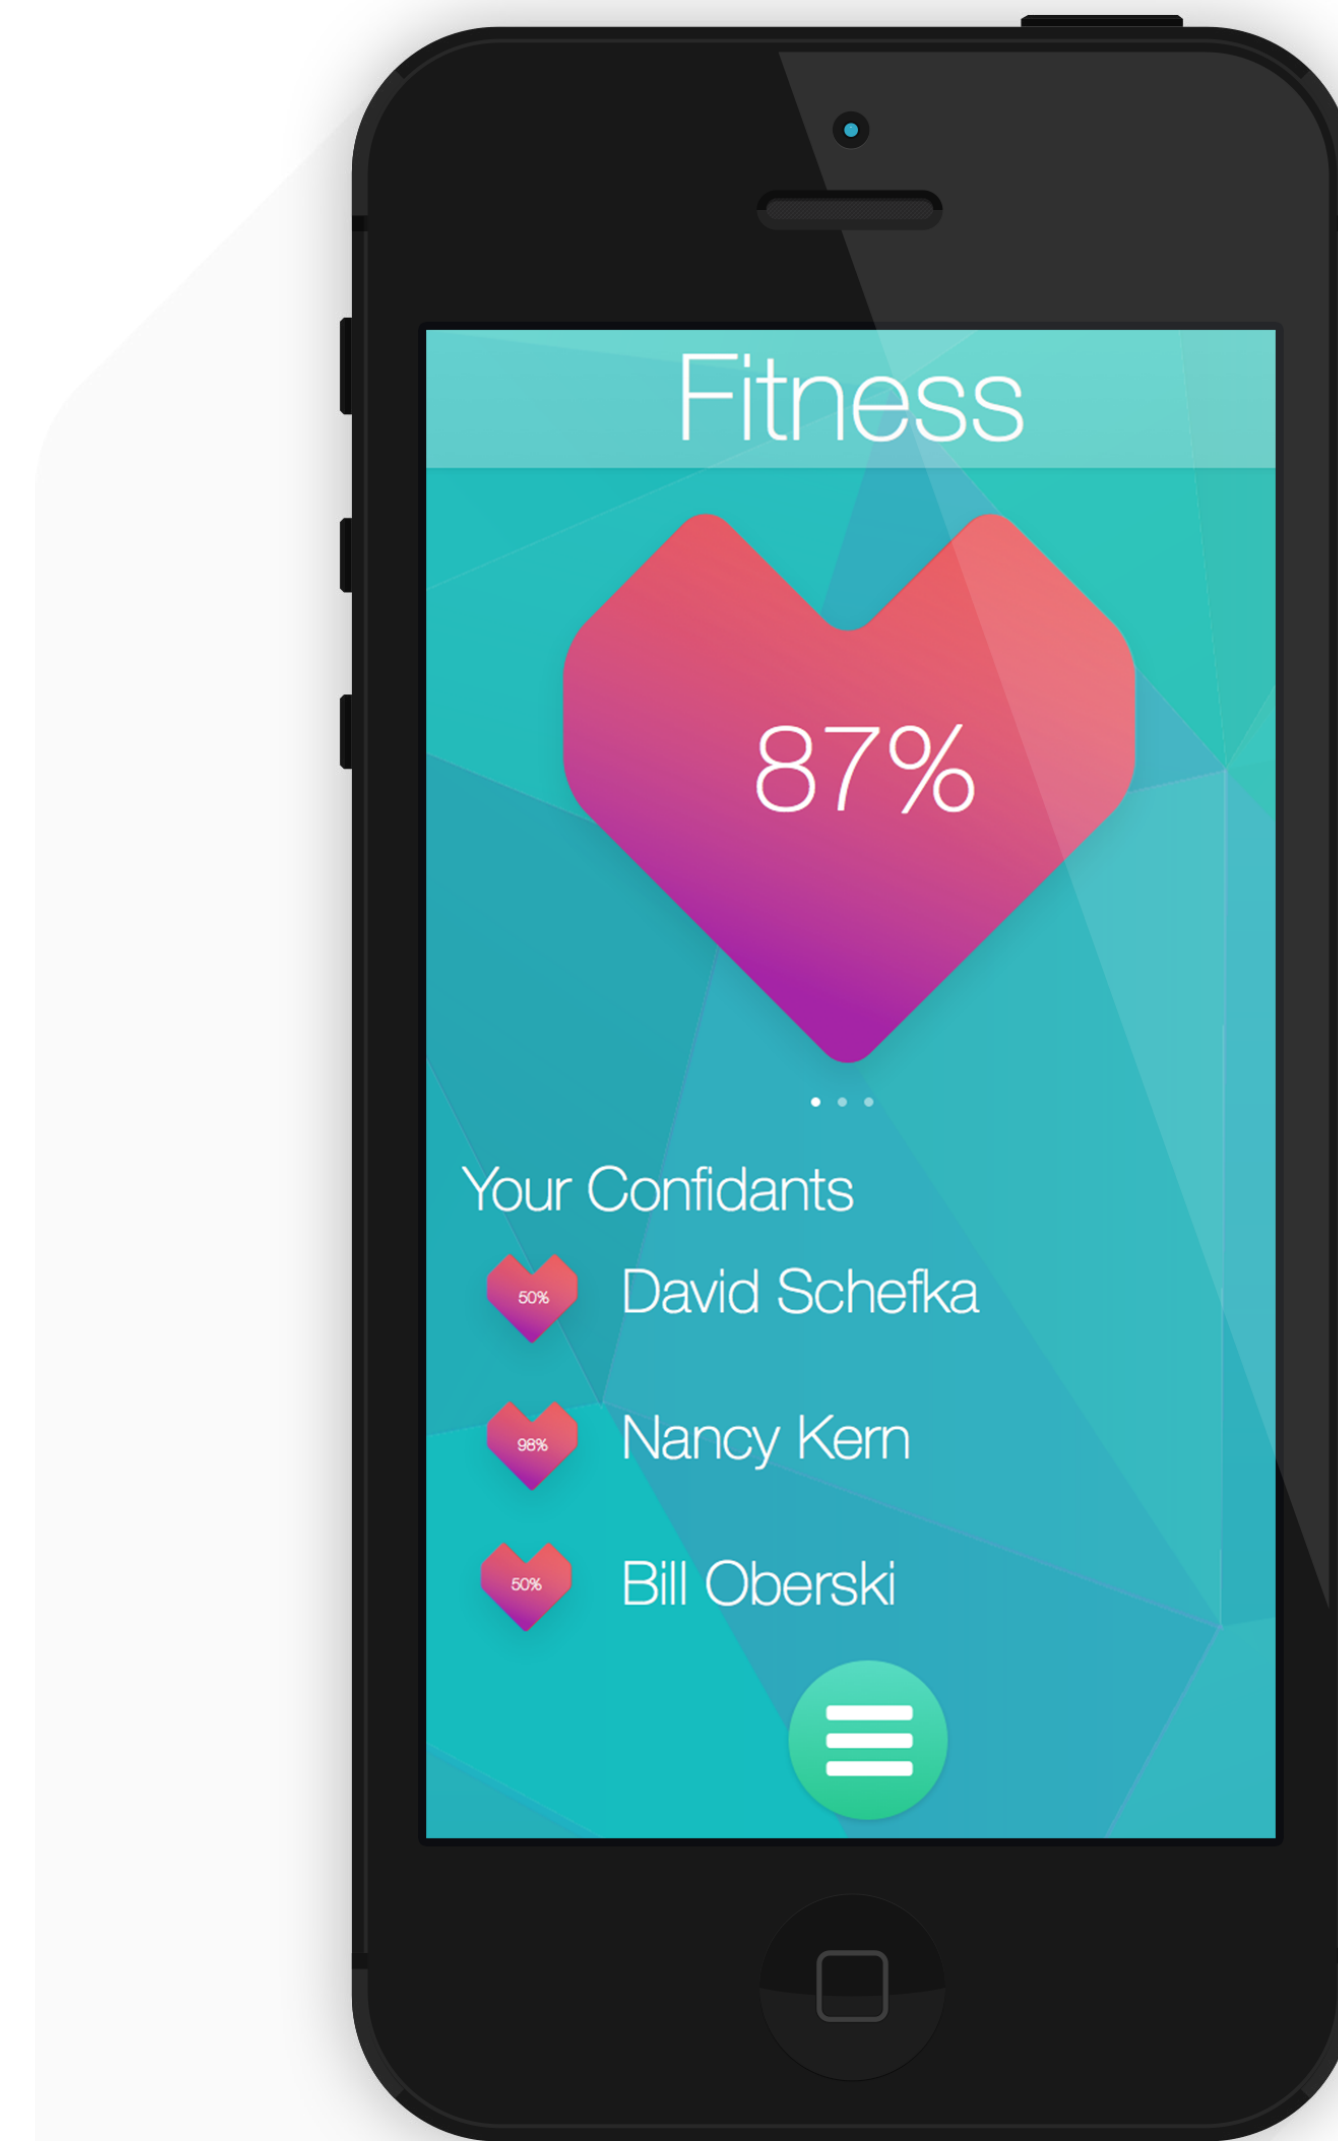 Fitness
87%
Your Confidants
50% David Schefka
98% Nancy Kern
50% Bill Oberski